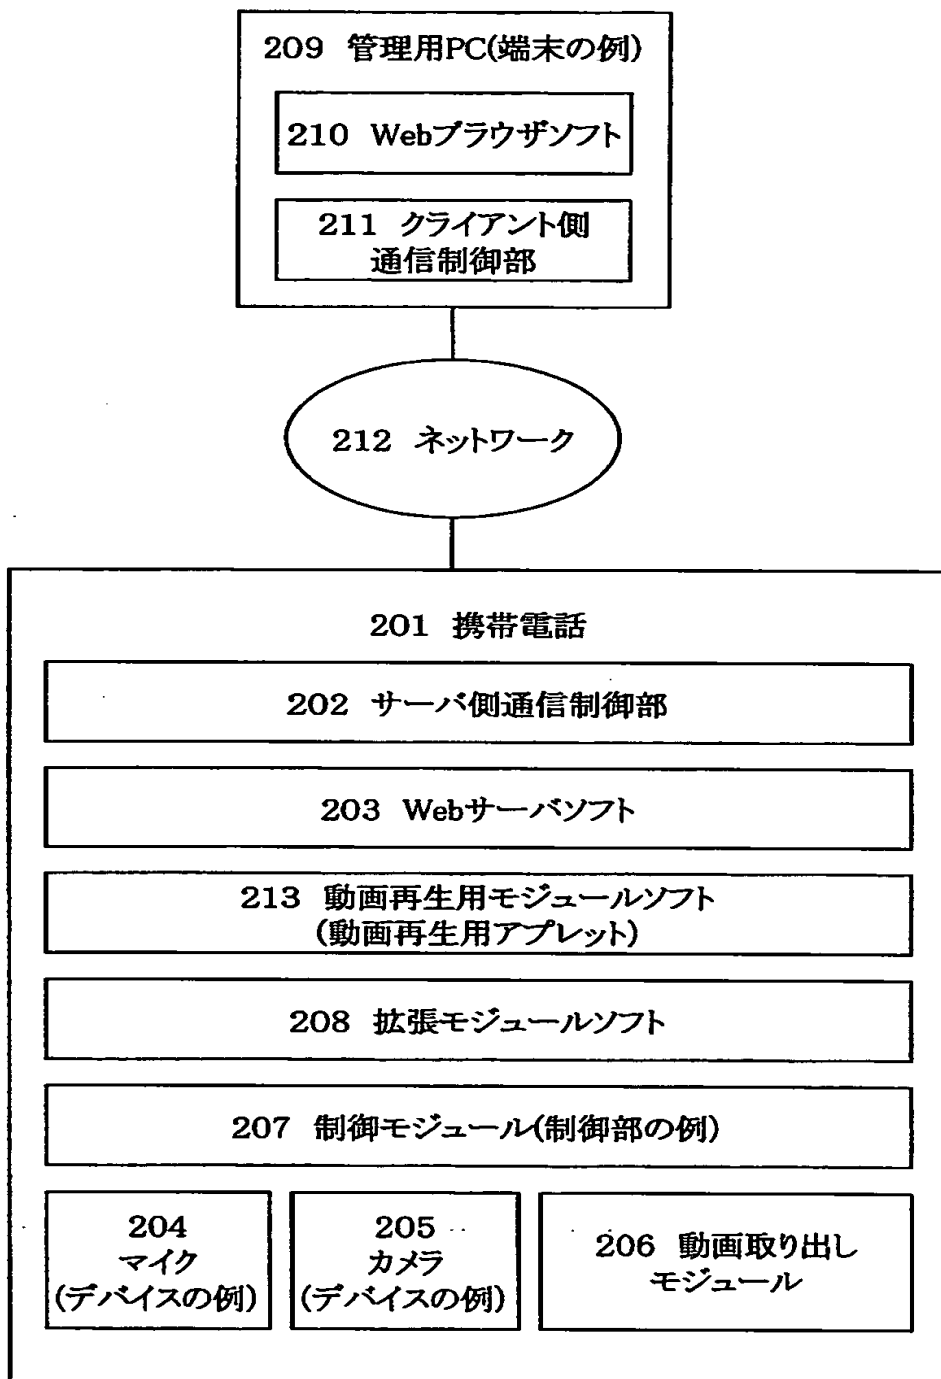 209 管理用PC(端末の例)
210 Webブラウザソフト
211 クライアント側
通信制御部
212 ネットワーク
201 携帯電話
202 サーバ側通信制御部
203 Webサーバソフト
213 動画再生用モジュールソフト
(動画再生用アプレット)
208 拡張モジュールソフト
207 制御モジュール(制御部の例)
204
マイク
(デバイスの例)
205
カメラ
(デバイスの例)
206 動画取り出し
モジュール